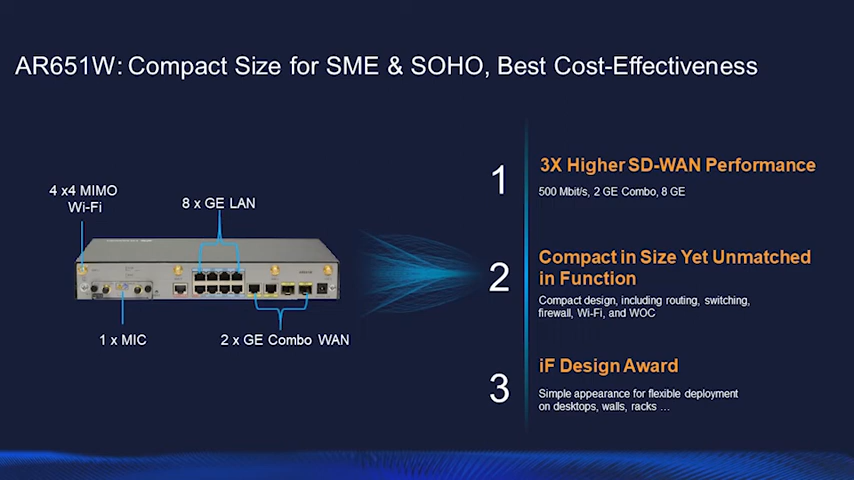 AR651W: Compact Size for SME & SOHO, Best Cost-Effectiveness
4 x4 MIMO
Wi-Fi
8 x GE LAN
1 x MIC
2 x GE Combo WAN
1
3X Higher SD-WAN Performance
500 Mbit/s, 2 GE Combo, 8 GE
2
Compact in Size Yet Unmatched
in Function
Compact design, including routing, switching,
firewall, Wi-Fi, and WOC
3
iF Design Award
Simple appearance for flexible deployment
on desktops, walls, racks ...